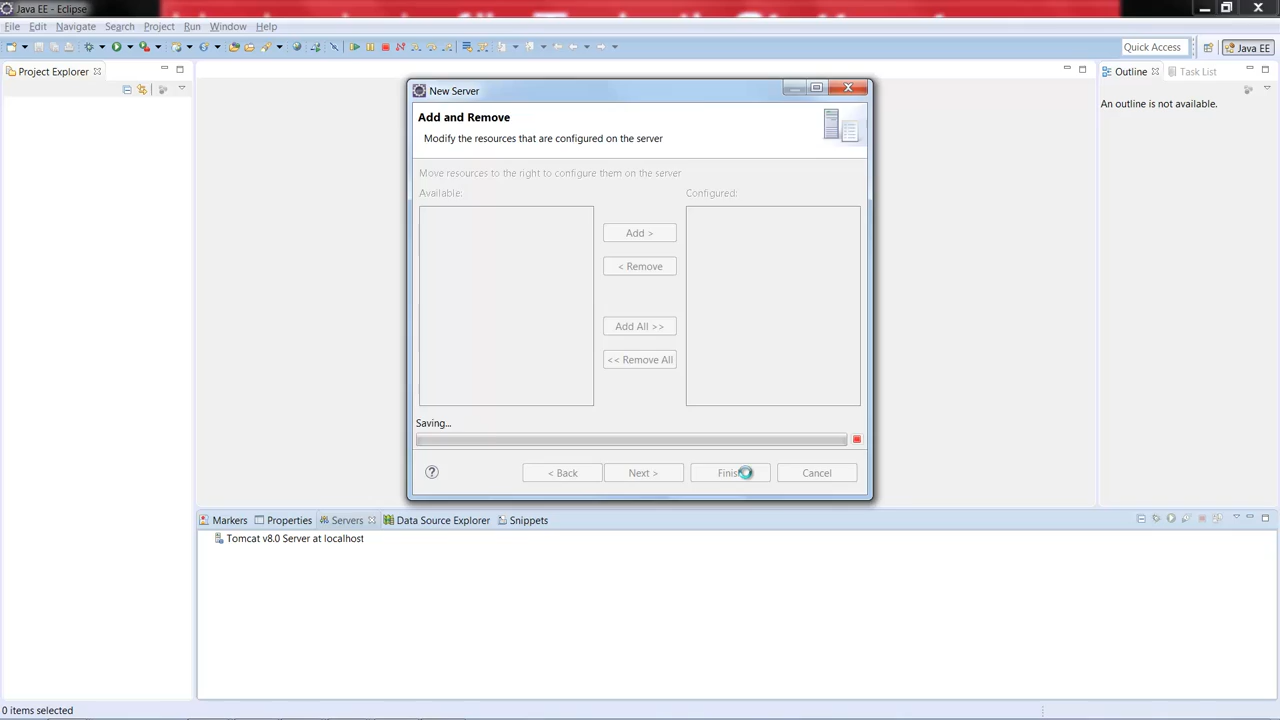 Java EE - Eclipse
File Edit Navigate Search Project Run Window Help
Quick Access
Java EE
Project Explorer
Outline
Task List
An outline is not available.
New Server
Add and Remove
Modify the resources that are configured on the server
Move resources to the right to configure them on the server
Available:
Configured:
Add >
< Remove
Add All >>
<< Remove All
Saving...
< Back
Next >
Cancel
Markers
Properties
Servers
Data Source Explorer
Snippets
Tomcat v8.0 Server at localhost
0 items selected